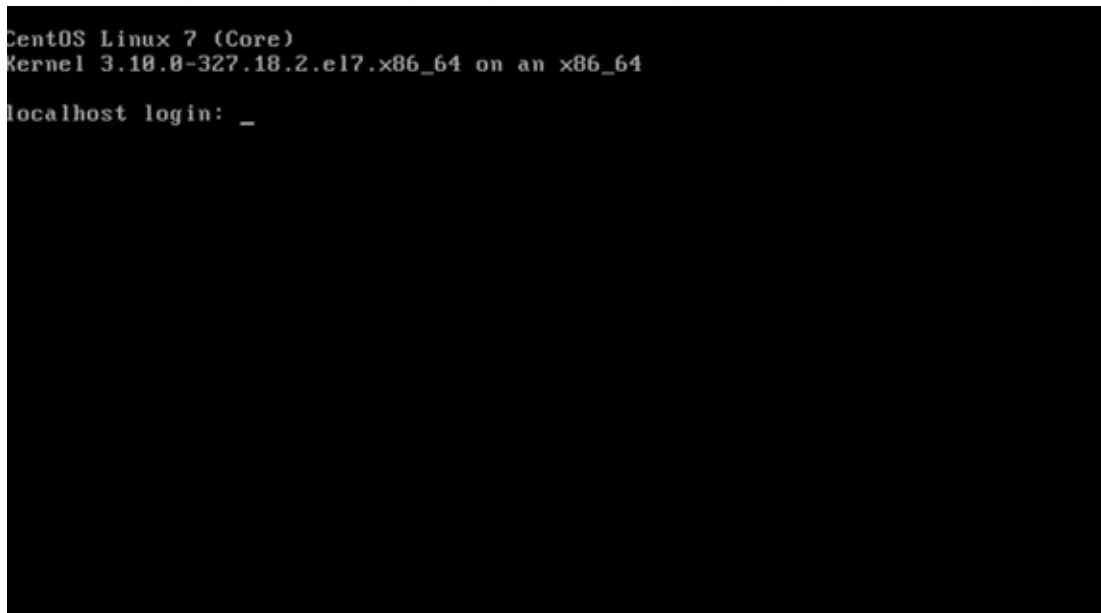 CentOS Linux 7 (Core)
Kernel 3.10.0-327.18.2.el7.x86_64 on an x86_64
localhost login: _